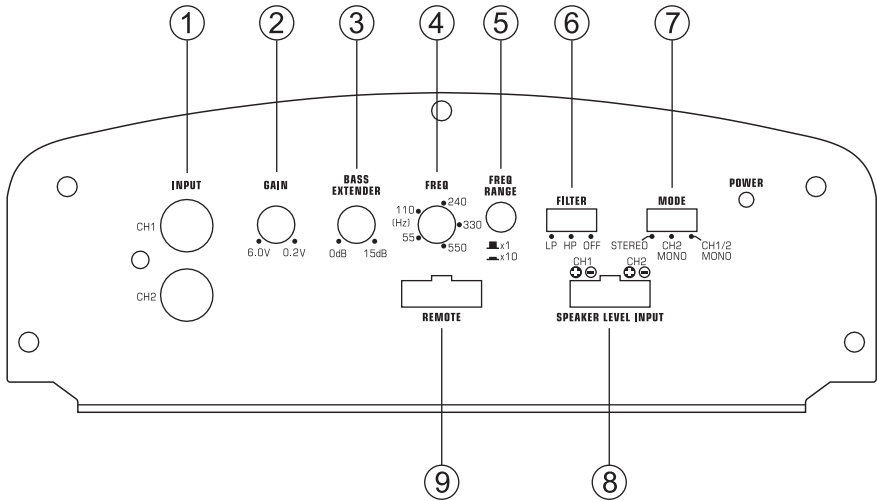 1 2 3 4 5 6 7
INPUT GAIN BASS EXTENDER FREQ FREQ RANGE FILTER MODE POWER
CH1
CH2
6.0V 0.2V
0dB 15dB
240
110
(Hz) 330
55
550
x1
x10
LP HP OFF
STEREO CH2 MONO CH1/2 MONO
CH1 CH2
+ - + -
REMOTE
SPEAKER LEVEL INPUT
9 8